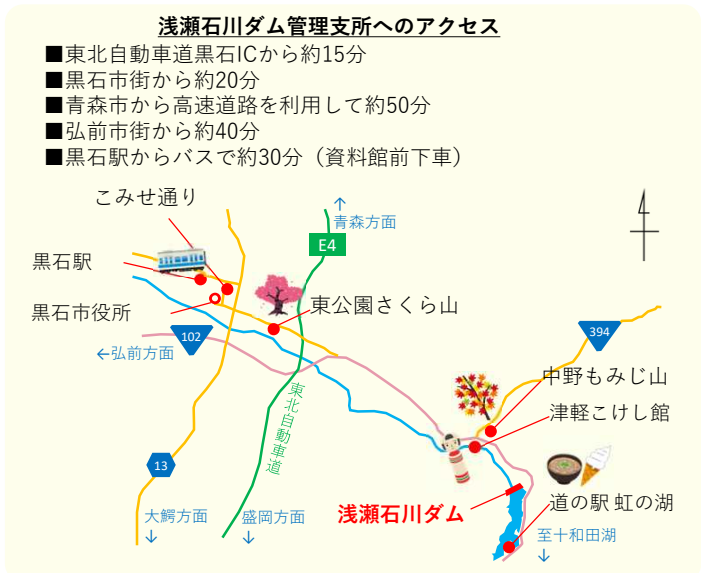 浅瀬石川ダム管理支所へのアクセス
■東北自動車道黒石ICから約15分
■黒石市街から約20分
■青森市から高速道路を利用して約50分
■弘前市街から約40分
■黒石駅からバスで約30分（資料館前下車）
こみせ通り
↑
青森方面
E4
黒石駅
黒石市役所
東公園さくら山
102
394
←弘前方面
中野もみじ山
東北自動車道
津軽こけし館
13
道の駅 虹の湖
浅瀬石川ダム
大鰐方面
↓
盛岡方面
↓
至十和田湖
↓